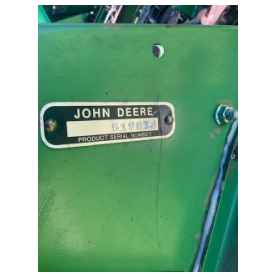 JOHN DEERE
PRODUCT SERIAL NUMBER